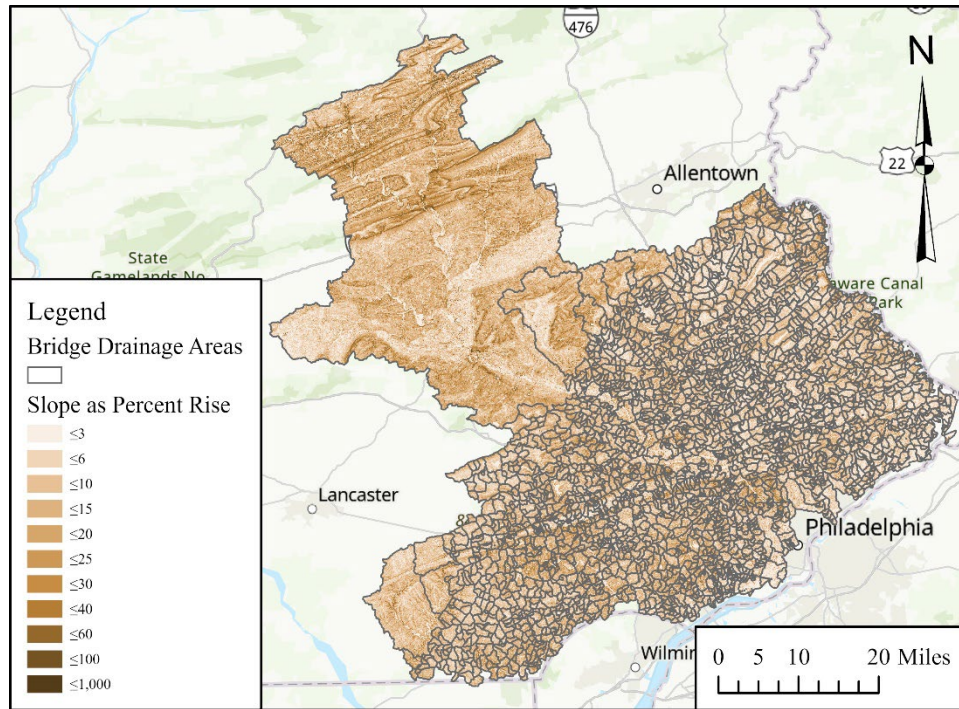 476
N
22
Allentown
State
Gamelands No
aware Canal
Park
Legend
Bridge Drainage Areas
Slope as Percent Rise
≤3
≤6
≤10
≤15
≤20
≤25
≤30
≤40
≤60
≤100
≤1,000
Lancaster
Philadelphia
Wilmin
0 5 10 20 Miles